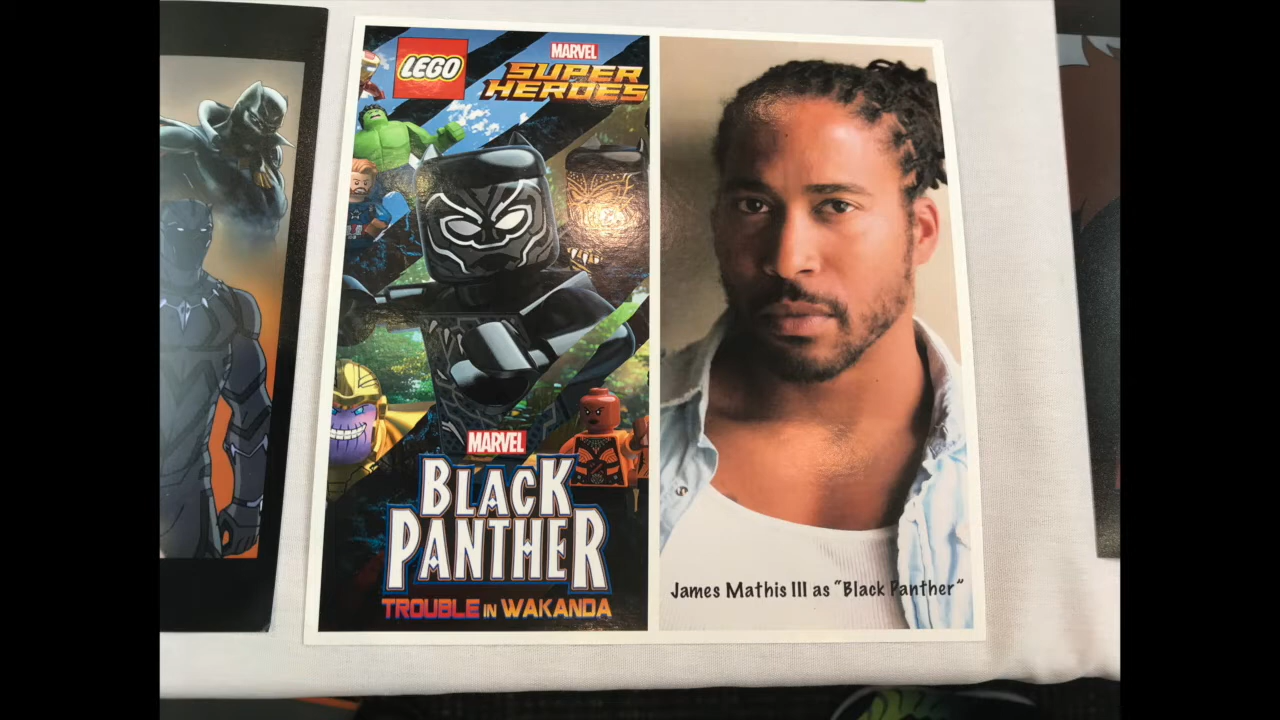 LEGO
MARVEL
SUPER
HEROES
MARVEL
BLACK
PANTHER
TROUBLE IN WAKANDA
James Mathis III as "Black Panther"